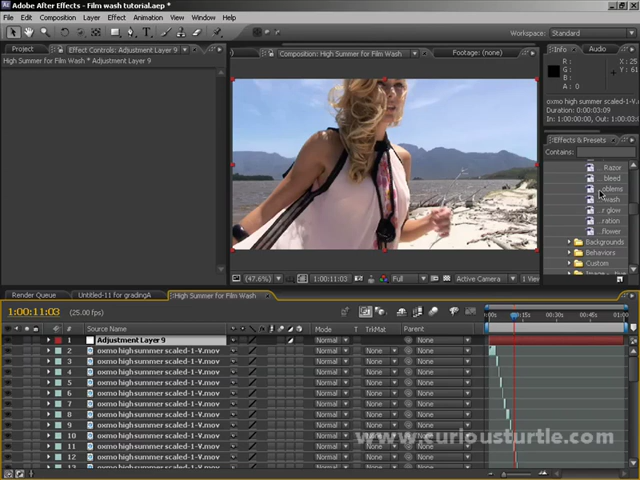 Adobe After Effects - Film wash tutorial.aep *
File Edit Composition Layer Effect Animation View Window Help
Workspace: Standard
Project Effect Controls: Adjustment Layer 9 Composition: High Summer for Film Wash Footage: (none) Info Audio
High Summer for Film Wash * Adjustment Layer 9
R: X: 25
G: Y: 61
B:
A: 0
oxmo high summer scaled-1-V.mov
Duration: 0:00:03:09
In: 1:00:00:00, Out: 1:00:03:
Effects & Presets
Contains:
Razor
bleed
...oblems
...wash
...r glow
...ration
...flower
Backgrounds
Behaviors
Custom
(47.6%) 1:00:11:03 Full Active Camera 1 View
Render Queue Untitled-11 for gradingA High Summer for Film Wash
1:00:11:03 (25.00 fps)
# Source Name Mode T TrkMat Parent
0:00s 00:15s 00:30s 00:45s 01:00
1 Adjustment Layer 9 Normal None
2 oxmo high summer scaled-1-V.mov Normal None None
3 oxmo high summer scaled-1-V.mov Normal None None
4 oxmo high summer scaled-1-V.mov Normal None None
5 oxmo high summer scaled-1-V.mov Normal None None
6 oxmo high summer scaled-1-V.mov Normal None None
7 oxmo high summer scaled-1-V.mov Normal None None
8 oxmo high summer scaled-1-V.mov Normal None None
9 oxmo high summer scaled-1-V.mov Normal None None
10 oxmo high summer scaled-1-V.mov Normal None None
www.curiousturtle.com
11 oxmo high summer scaled-1-V.mov Normal None None
12 oxmo high summer scaled-1-V.mov Normal None None